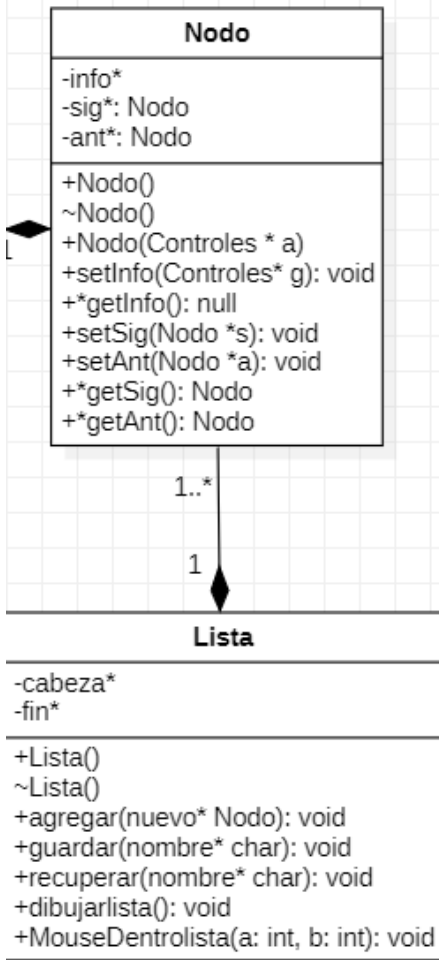 Nodo
-info*
-sig*: Nodo
-ant*: Nodo
+Nodo()
~Nodo()
+Nodo(Controles * a)
1
+setInfo(Controles* g): void
+*getInfo(): null
+setSig(Nodo *s): void
+setAnt(Nodo *a): void
+*getSig(): Nodo
+*getAnt(): Nodo
1..*
1
Lista
-cabeza*
-fin*
+Lista()
~Lista()
+agregar(nuevo* Nodo): void
+guardar(nombre* char): void
+recuperar(nombre* char): void
+dibujarlista(): void
+MouseDentrolista(a: int, b: int): void